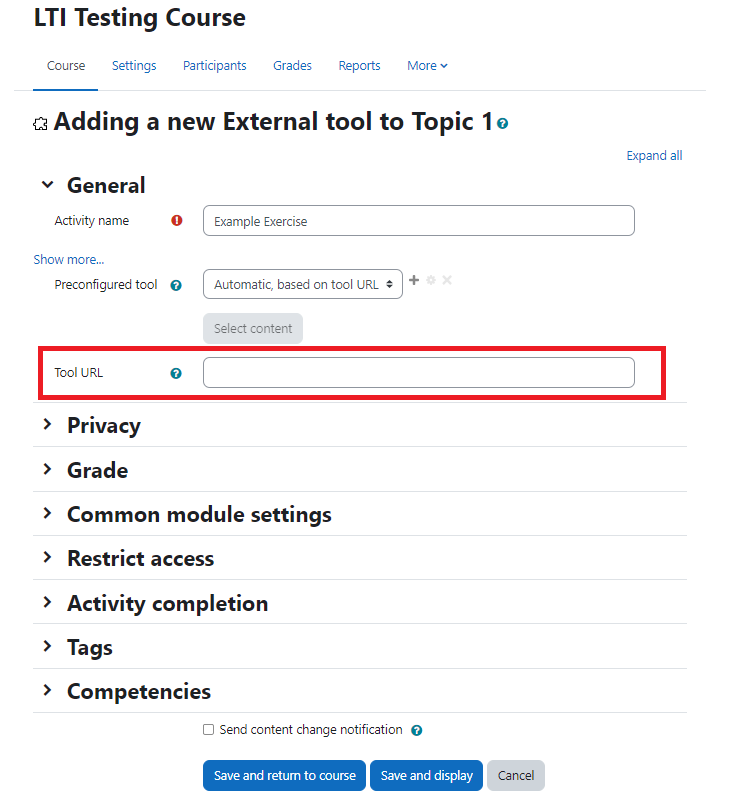 LTI Testing Course
Course Settings Participants Grades Reports More
Adding a new External tool to Topic 1
Expand all
General
Activity name Example Exercise
Show more...
Preconfigured tool Automatic, based on tool URL
Select content
Tool URL
Privacy
Grade
Common module settings
Restrict access
Activity completion
Tags
Competencies
Send content change notification
Save and return to course Save and display Cancel